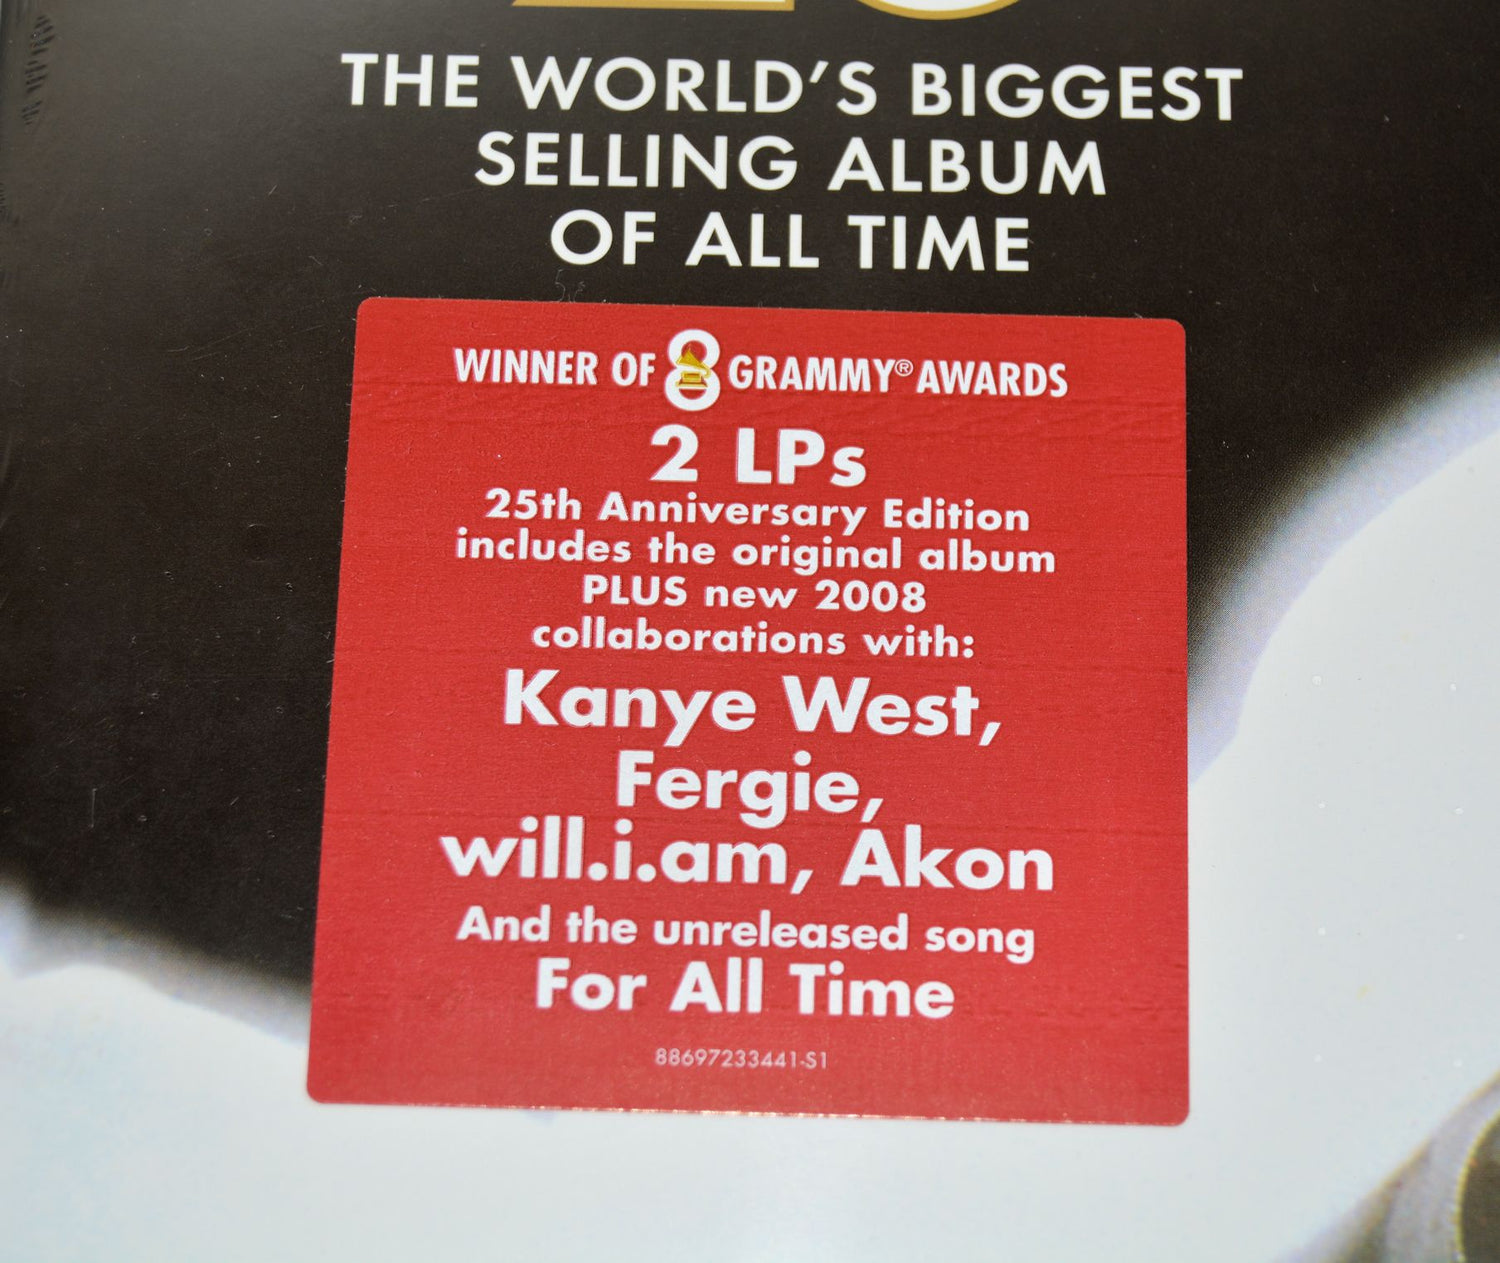 THE WORLD'S BIGGEST
SELLING ALBUM
OF ALL TIME
WINNER OF 8 GRAMMY® AWARDS
2 LPs
25th Anniversary Edition
includes the original album
PLUS new 2008
collaborations with:
Kanye West,
Fergie,
will.i.am, Akon
And the unreleased song
For All Time
88697233441-S1